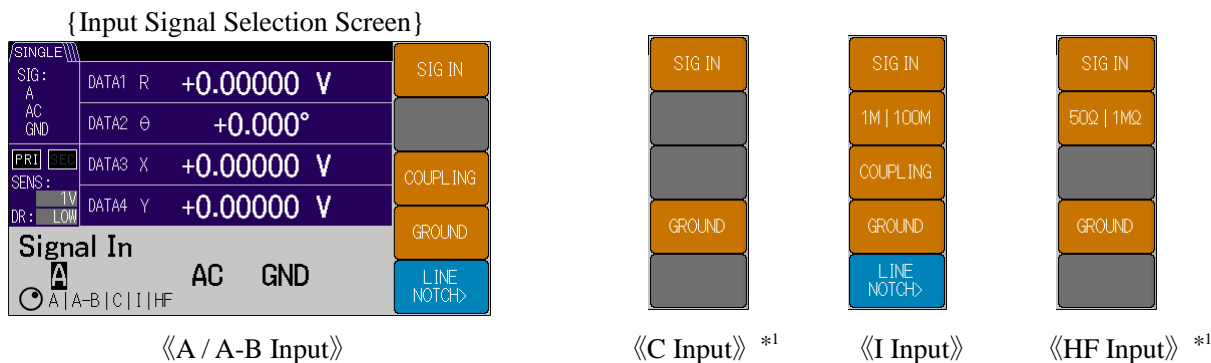 {Input Signal Selection Screen}
SINGLE
SIG:
A
AC
GND
PRI SEC
SENS:
1V
DR: LOW
DATA1 R +0.00000 V
DATA2 θ +0.000°
DATA3 X +0.00000 V
DATA4 Y +0.00000 V
Signal In
A AC GND
A|A-B|C|I|HF
SIG IN
COUPLING
GROUND
LINE
NOTCH>
《A / A-B Input》
SIG IN
GROUND
《C Input》 *1
SIG IN
1M|100M
COUPLING
GROUND
LINE
NOTCH>
《I Input》
SIG IN
50Ω|1MΩ
GROUND
《HF Input》 *1